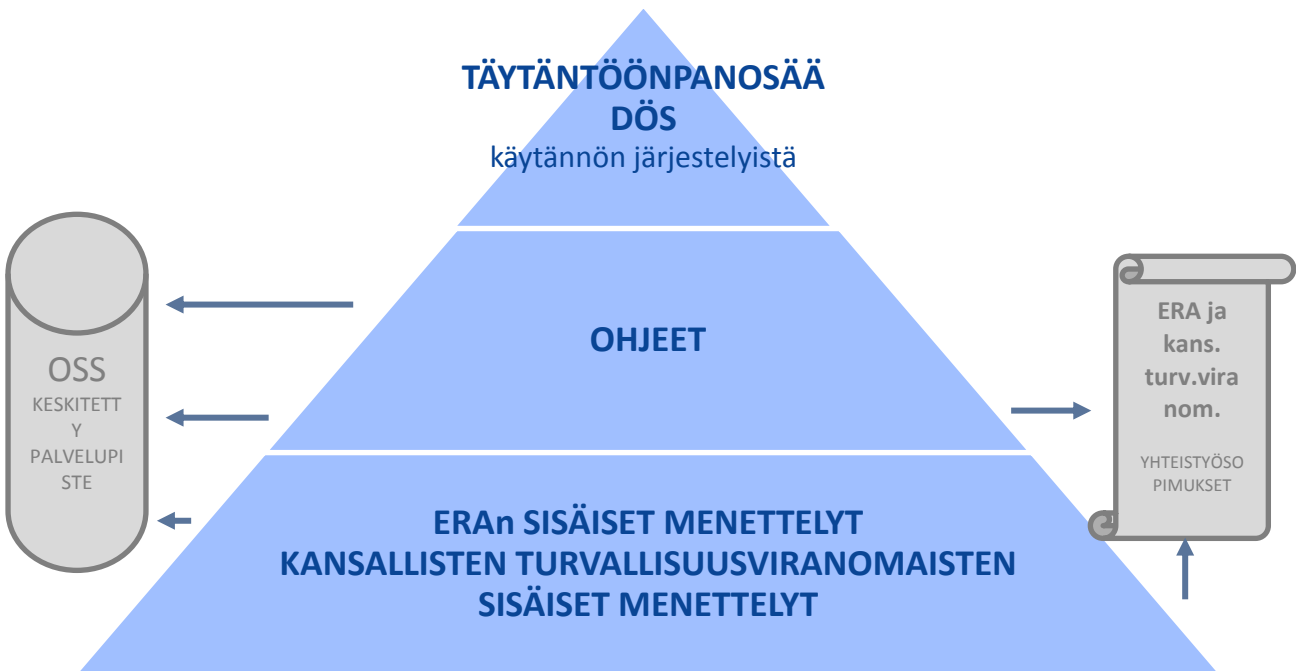 TÄYTÄNTÖÖNPANOSÄÄ
DÖS
käytännön järjestelyistä
OHJEET
ERAn SISÄISET MENETTELYT
KANSALLISTEN TURVALLISUUSVIRANOMAISTEN
SISÄISET MENETTELYT
OSS
KESKITETT
Y
PALVELUPI
STE
ERA ja
kans.
turv.vira
nom.
YHTEISTYÖSO
PIMUKSET